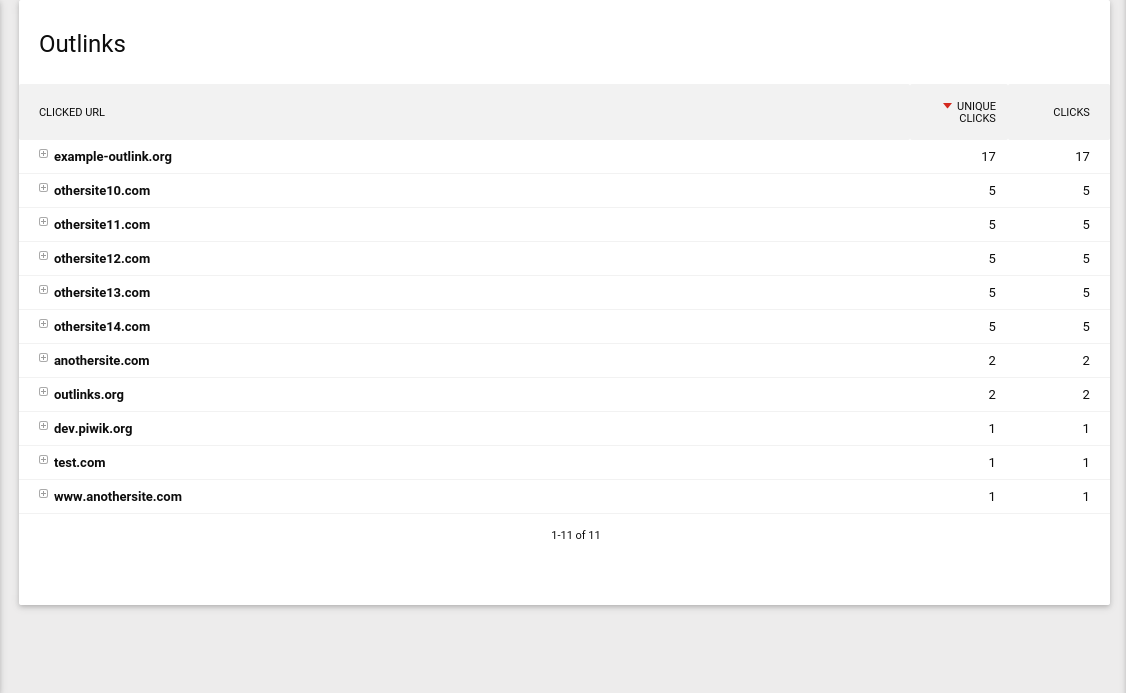 Outlinks
CLICKED URL UNIQUE CLICKS CLICKS
example-outlink.org 17 17
othersite10.com 5 5
othersite11.com 5 5
othersite12.com 5 5
othersite13.com 5 5
othersite14.com 5 5
anothersite.com 2 2
outlinks.org 2 2
dev.piwik.org 1 1
test.com 1 1
www.anothersite.com 1 1
1-11 of 11